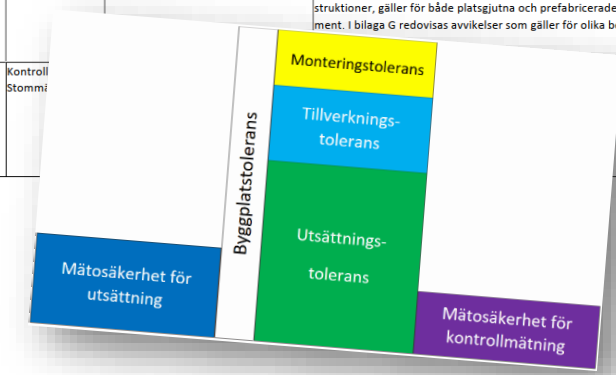 struktioner, gäller för både platsgjutna och prefabricerade
ment. I bilaga G redovisas avvikelser som gäller för olika
Kontroll
Stommä
Monteringstolerans
Tillverknings-
tolerans
Byggplatstolerans
Utsättnings-
tolerans
Mätosäkerhet för
utsättning
Mätosäkerhet för
kontrollmätning